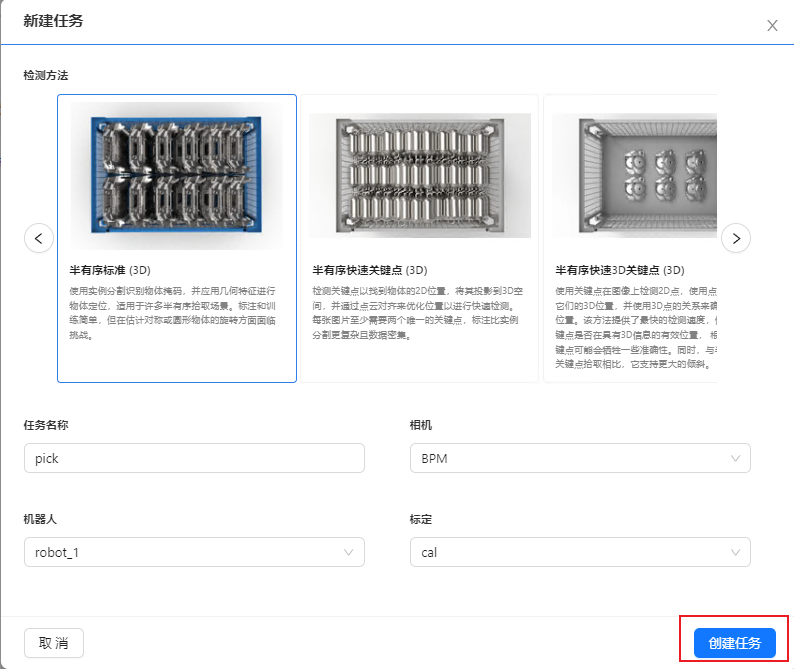 新建任务
检测方法
半有序标准 (3D)
使用实例分割识别物体掩码，并应用几何特征进行
物体定位，适用于许多半有序拾取场景。标注和训
练简单，但在估计对称或圆形物体的旋转方面面临
挑战。
半有序快速关键点 (3D)
检测关键点以找到物体的2D位置，将其投影到3D空
间，并通过点云对齐来优化位置以进行快速检测。
每张图片至少需要两个唯一的关键点，标注比实例
分割更复杂且数据密集。
半有序快速3D关键点 (3D)
使用关键点在图像上检测2D点，使用点
它们的3D位置，并使用3D点的关系来确
位置。该方法提供了最快的检测速度，
键点是否在具有3D信息的有效位置， 相
键点可能会牺牲一些准确性。同时，与
关键点拾取相比，它支持更大的倾斜。
任务名称
相机
pick
BPM
机器人
标定
robot_1
cal
取 消
创建任务